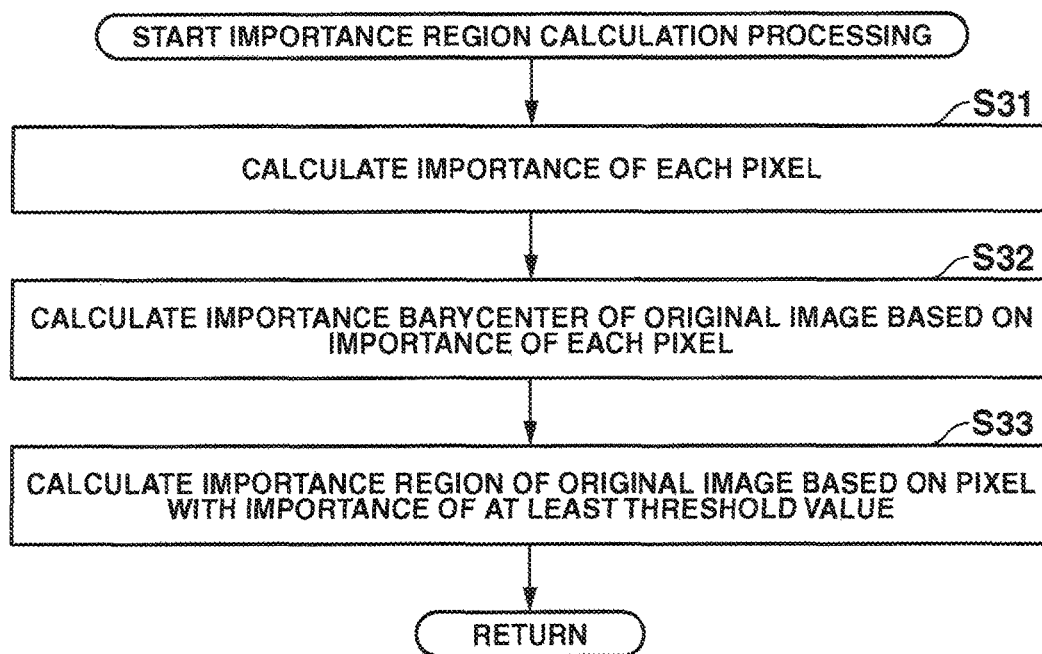 START IMPORTANCE REGION CALCULATION PROCESSING
S31
CALCULATE IMPORTANCE OF EACH PIXEL
S32
CALCULATE IMPORTANCE BARYCENTER OF ORIGINAL IMAGE BASED ON
IMPORTANCE OF EACH PIXEL
S33
CALCULATE IMPORTANCE REGION OF ORIGINAL IMAGE BASED ON PIXEL
WITH IMPORTANCE OF AT LEAST THRESHOLD VALUE
RETURN